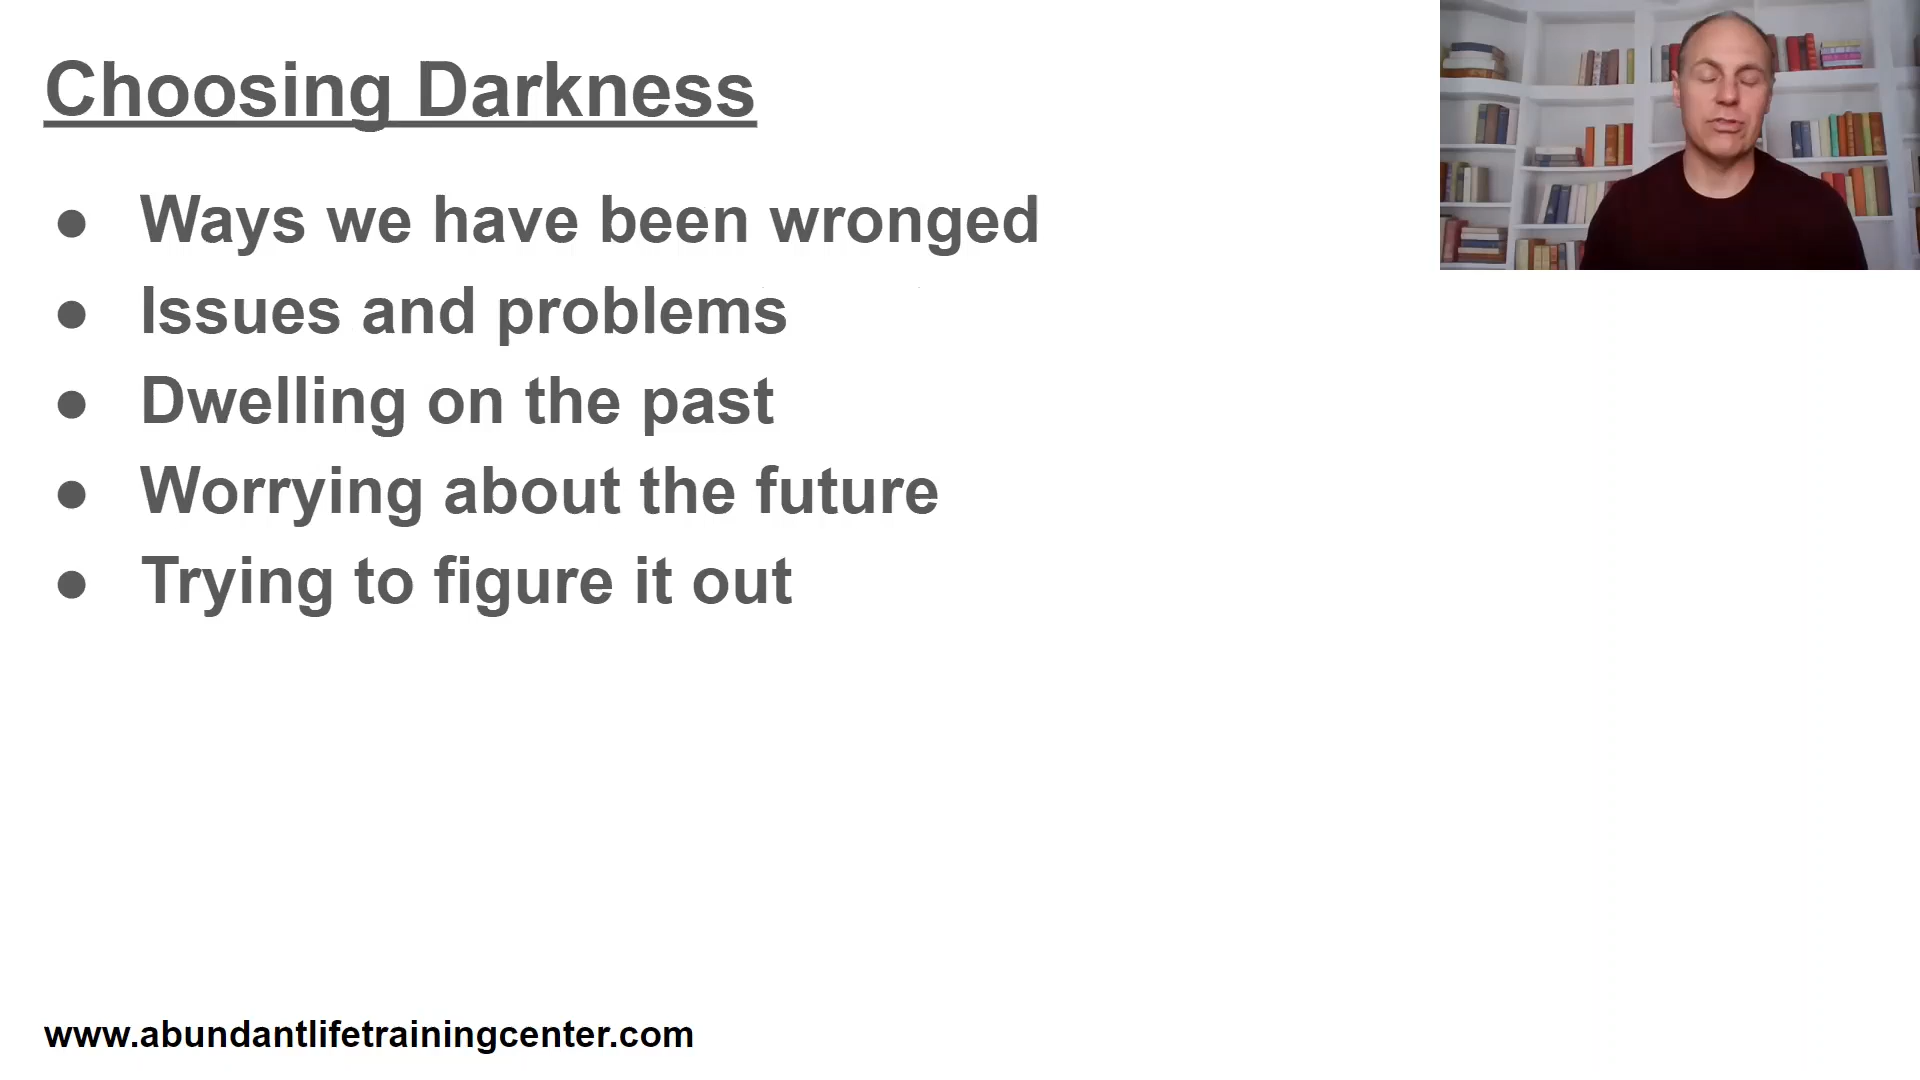 Choosing Darkness
● Ways we have been wronged
● Issues and problems
● Dwelling on the past
● Worrying about the future
● Trying to figure it out
www.abundantlifetrainingcenter.com